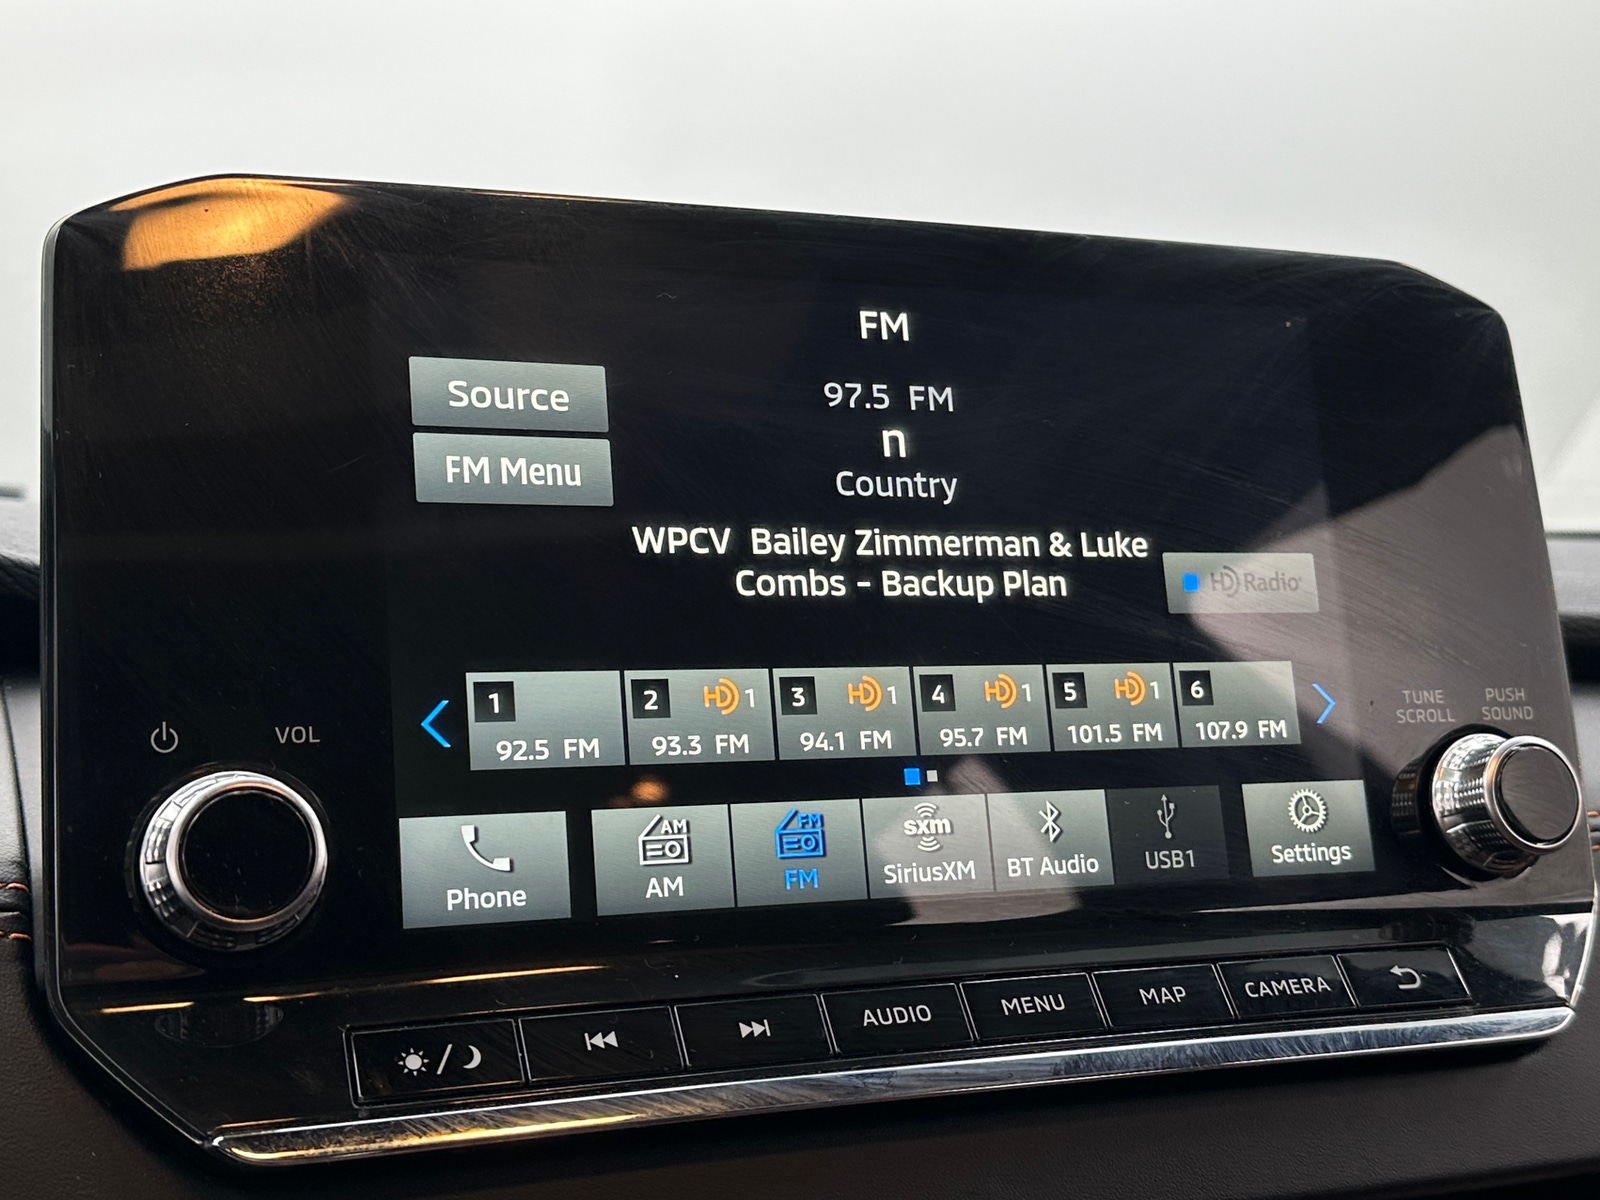 FM
Source
97.5 FM
n
FM Menu
Country
WPCV Bailey Zimmerman & Luke
Combs - Backup Plan
HD Radio
1
92.5 FM
2 HD 1
93.3 FM
3 HD 1
94.1 FM
4 HD 1
95.7 FM
5 HD 1
101.5 FM
6
107.9 FM
VOL
TUNE
SCROLL
PUSH
SOUND
Phone
AM
AM
FM
FM
sxm
SiriusXM
BT Audio
USB1
Settings
AUDIO
MENU
MAP
CAMERA